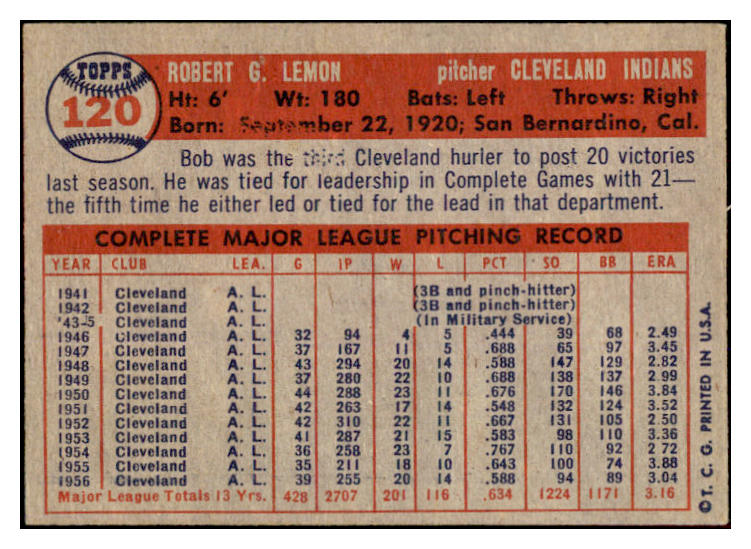 TOPPS
120
ROBERT G. LEMON pitcher CLEVELAND INDIANS
Ht: 6' Wt: 180 Bats: Left Throws: Right
Born: September 22, 1920; San Bernardino, Cal.
Bob was the third Cleveland hurler to post 20 victories
last season. He was tied for leadership in Complete Games with 21—
the fifth time he either led or tied for the lead in that department.
COMPLETE MAJOR LEAGUE PITCHING RECORD
YEAR CLUB LEA. G IP W L PCT SO BB ERA
1941 Cleveland A. L. (3B and pinch-hitter)
1942 Cleveland A. L. (3B and pinch-hitter)
'43-5 Cleveland A. L. (In Military Service)
1946 Cleveland A. L. 32 94 4 5 .444 39 68 2.49
1947 Cleveland A. L. 37 167 11 5 .688 65 97 3.45
1948 Cleveland A. L. 43 294 20 14 .588 147 129 2.82
1949 Cleveland A. L. 37 280 22 10 .688 138 137 2.99
1950 Cleveland A. L. 44 288 23 11 .676 170 146 3.84
1951 Cleveland A. L. 42 263 17 14 .548 132 124 3.52
1952 Cleveland A. L. 42 310 22 11 .667 131 105 2.50
1953 Cleveland A. L. 41 287 21 15 .583 98 110 3.36
1954 Cleveland A. L. 36 258 23 7 .767 110 92 2.72
1955 Cleveland A. L. 35 211 18 10 .643 100 74 3.88
1956 Cleveland A. L. 39 255 20 14 .588 94 89 3.04
Major League Totals 13 Yrs. 428 2707 201 116 .634 1224 1171 3.16
© T. C. G. PRINTED IN U.S.A.